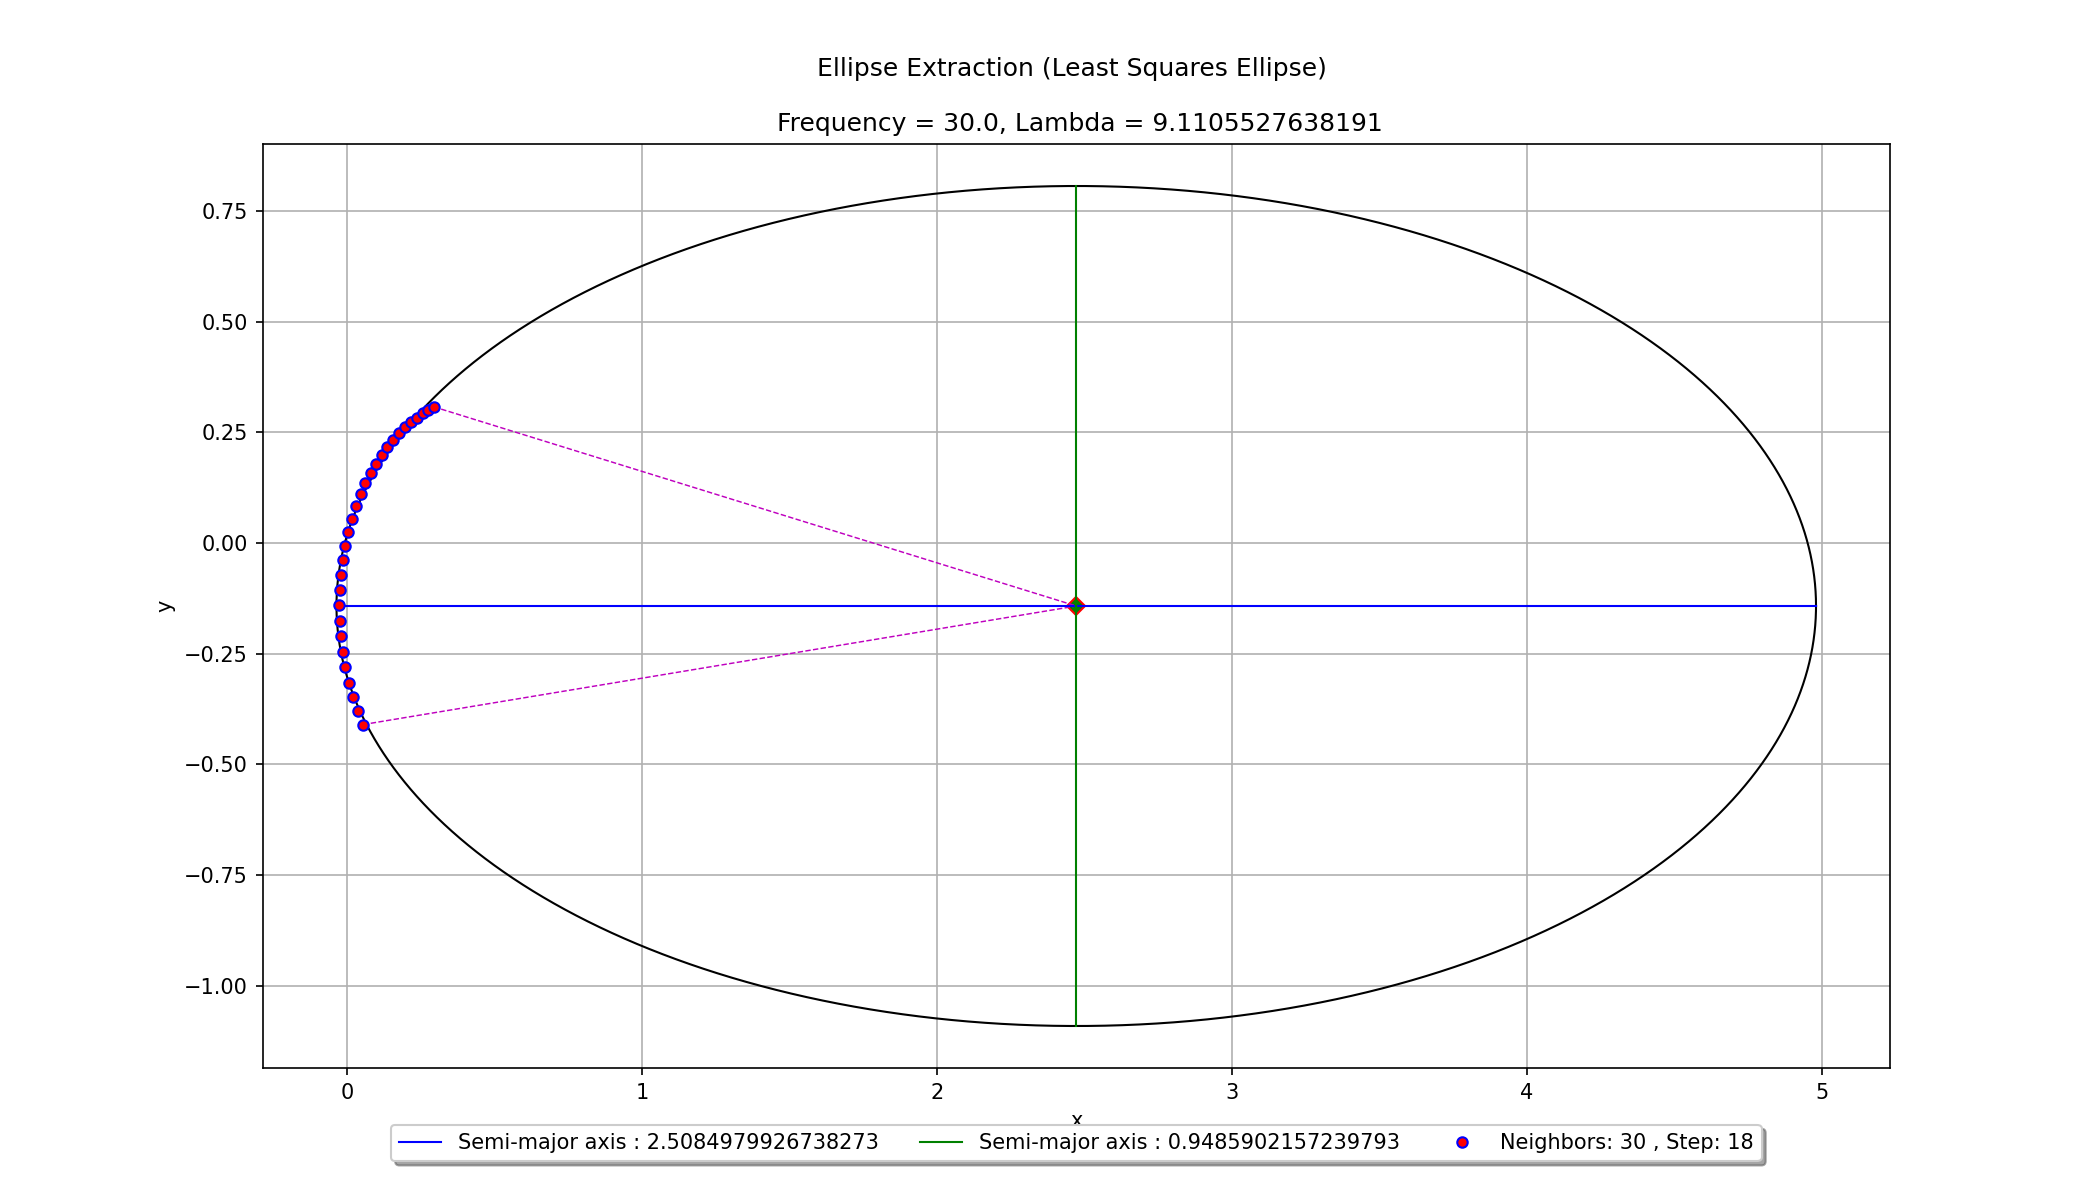 Ellipse Extraction (Least Squares Ellipse)
Frequency = 30.0, Lambda = 9.1105527638191
0.75
0.50
0.25
0.00
−0.25
−0.50
−0.75
−1.00
y
0 1 2 3 4 5
x
Semi-major axis : 2.5084979926738273 Semi-major axis : 0.9485902157239793 Neighbors: 30 , Step: 18